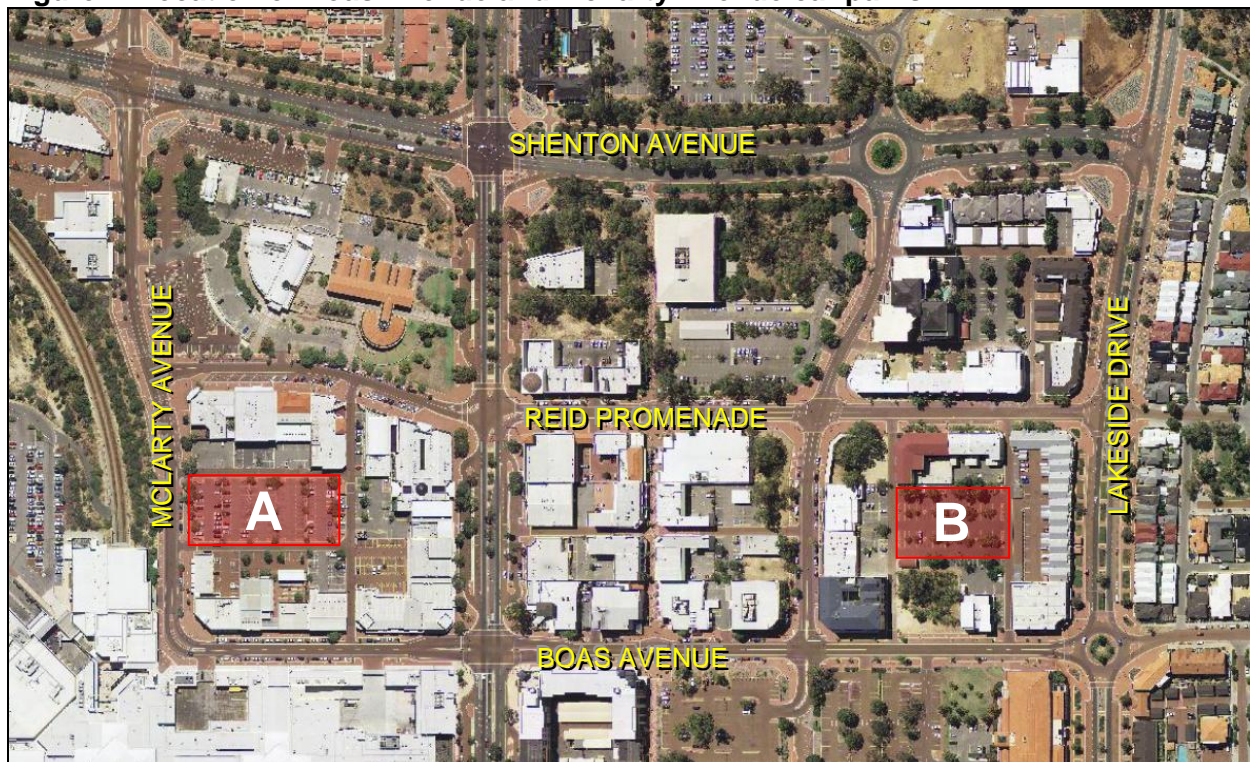 SHENTON AVENUE
MCLARTY AVENUE
LAKESIDE DRIVE
REID PROMENADE
A
B
BOAS AVENUE